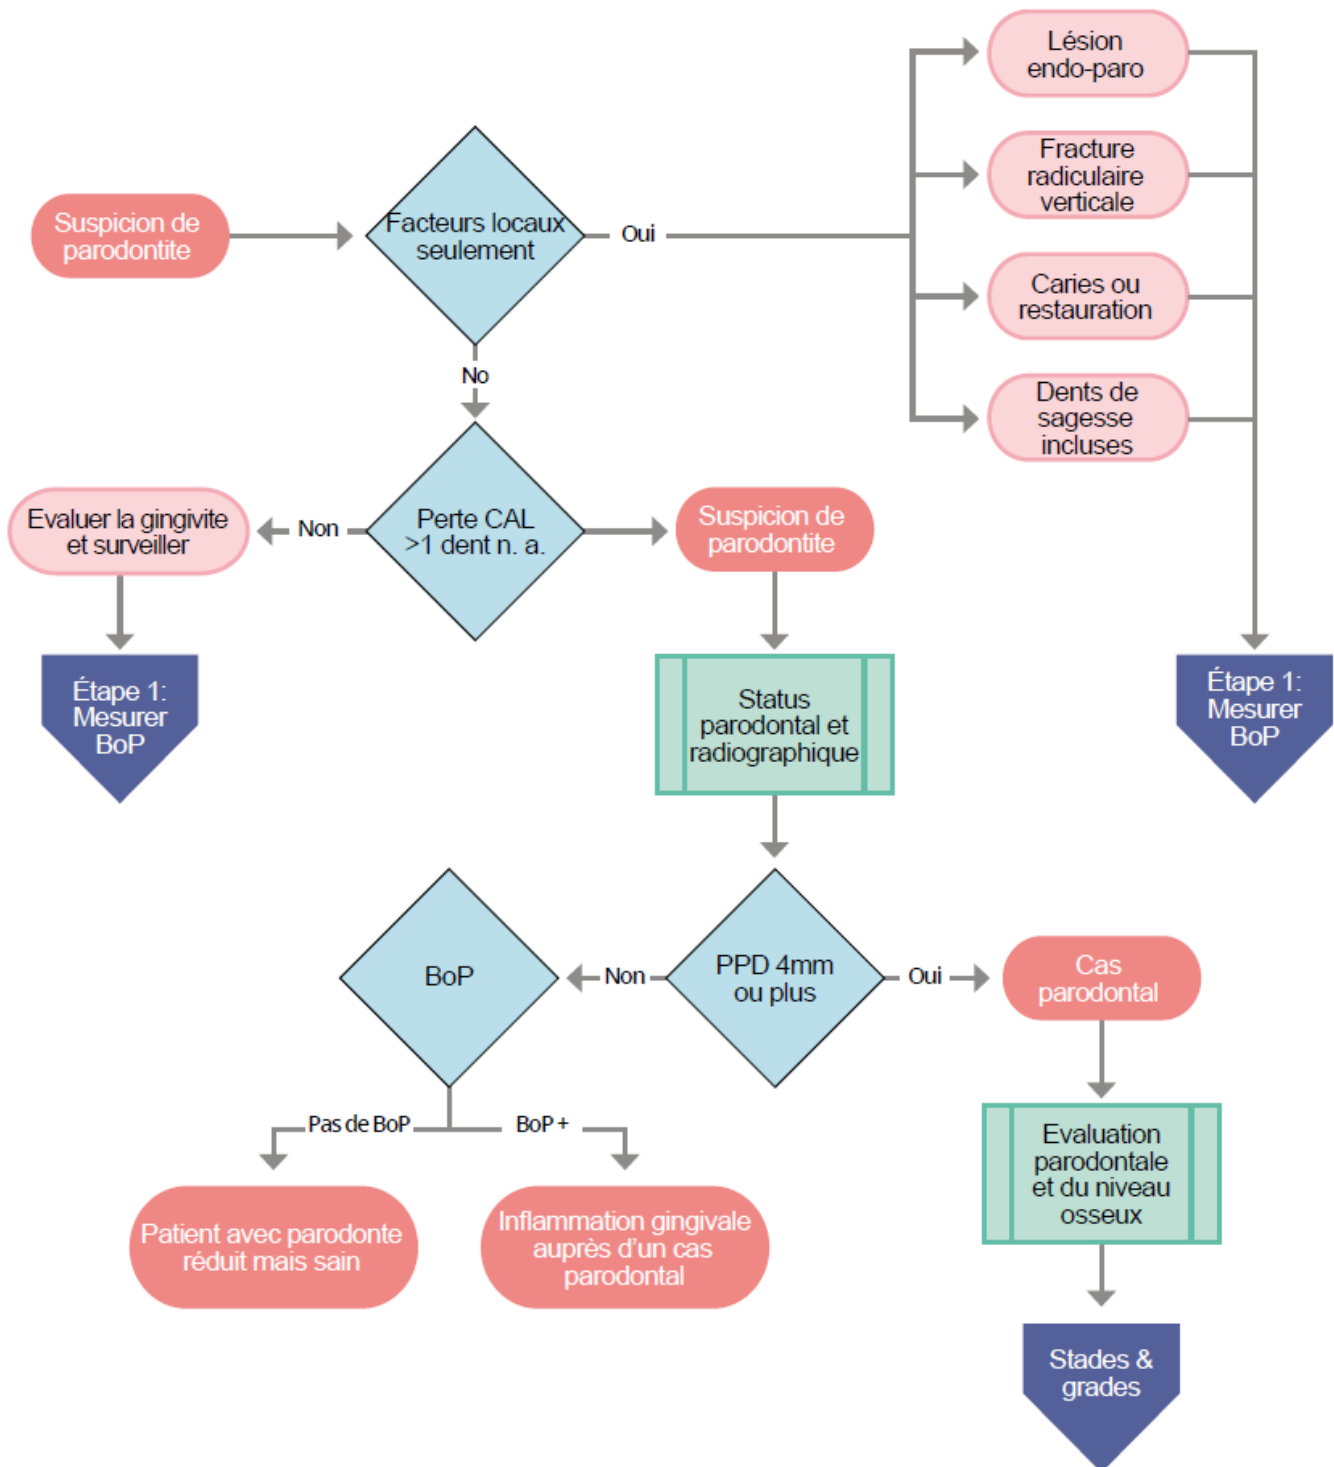 Lésion
endo-paro
Fracture
radiculaire
verticale
Suspicion de
parodontite
Facteurs locaux
seulement
Oui
Caries ou
restauration
No
Dents de
sagesse
incluses
Evaluer la gingivite
et surveiller
Non
Perte CAL
>1 dent n. a.
Suspicion de
parodontite
Étape 1:
Mesurer
BoP
Status
parodontal et
radiographique
Étape 1:
Mesurer
BoP
BoP
Non
PPD 4mm
ou plus
Oui
Cas
parodontal
Pas de BoP
BoP +
Evaluation
parodontale
et du niveau
osseux
Patient avec parodonte
réduit mais sain
Inflammation gingivale
auprès d'un cas
parodontal
Stades &
grades